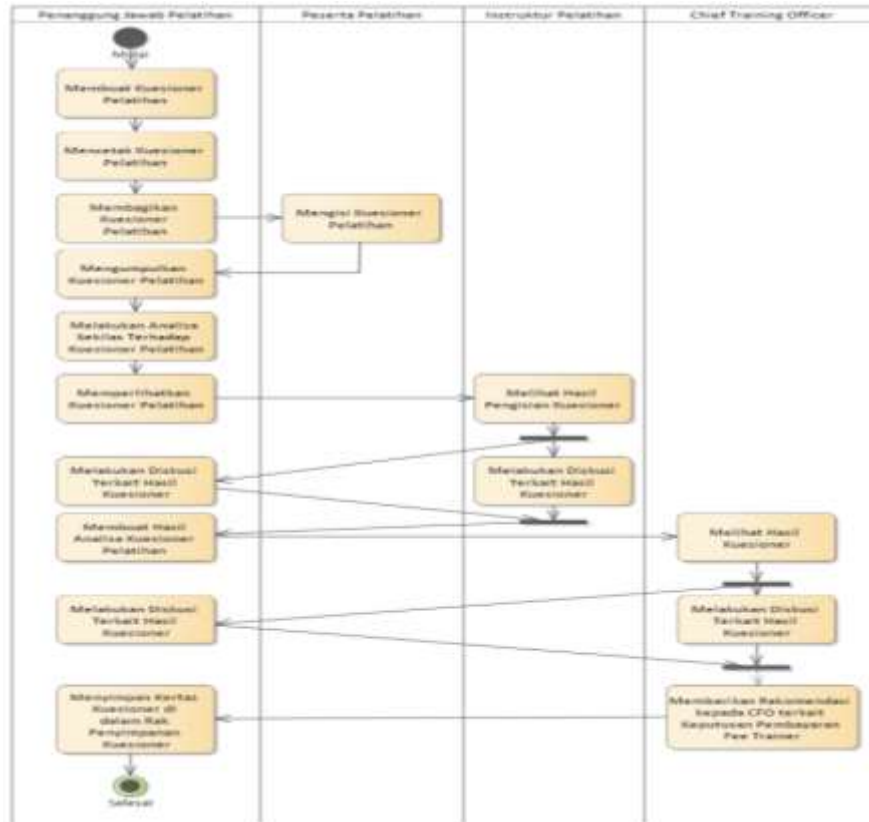 Penanggung Jawab Pelatihan
Peserta Pelatihan
Instruktur Pelatihan
Chief Training Officer
Mulai
Membuat Kuesioner
Pelatihan
Mencetak Kuesioner
Pelatihan
Membagikan
Kuesioner
Pelatihan
Mengisi Kuesioner
Pelatihan
Mengumpulkan
Kuesioner Pelatihan
Melakukan Analisa
Sekilas Terhadap
Kuesioner Pelatihan
Memperlihatkan
Kuesioner Pelatihan
Melihat Hasil
Pengisian Kuesioner
Melakukan Diskusi
Terkait Hasil
Kuesioner
Melakukan Diskusi
Terkait Hasil
Kuesioner
Membuat Hasil
Analisa Kuesioner
Pelatihan
Melihat Hasil
Kuesioner
Melakukan Diskusi
Terkait Hasil
Kuesioner
Melakukan Diskusi
Terkait Hasil
Kuesioner
Menyimpan Kertas
Kuesioner di
dalam Rak
Penyimpanan
Kuesioner
Memberikan Rekomendasi
kepada CFO terkait
Keputusan Pembayaran
Fee Trainer
Selesai